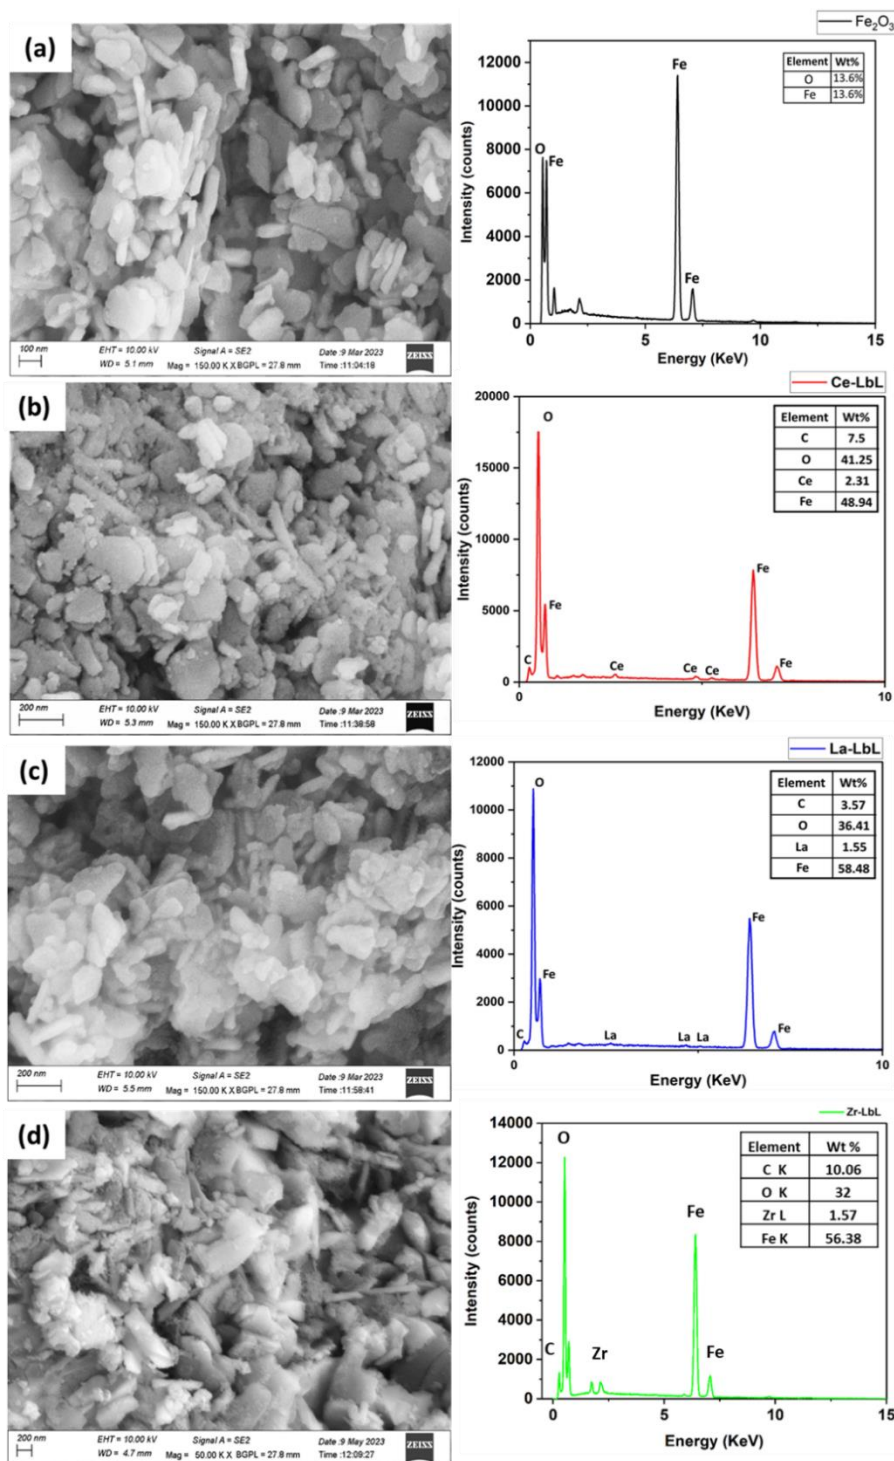 (a)
100 nm
EHT = 10.00 kV
WD = 5.1 mm
Signal A = SE2
Mag = 150.00 K X BGPL = 27.8 mm
Date :9 Mar 2023
Time :11:04:18
ZEISS
Fe2O3
Element Wt%
O 13.6%
Fe 13.6%
Fe
O
Fe
Fe
12000
10000
8000
6000
4000
2000
0
Intensity (counts)
0 5 10 15
Energy (KeV)
(b)
200 nm
EHT = 10.00 kV
WD = 5.3 mm
Signal A = SE2
Mag = 150.00 K X BGPL = 27.8 mm
Date :9 Mar 2023
Time :11:38:58
ZEISS
Ce-LbL
Element Wt%
C 7.5
O 41.25
Ce 2.31
Fe 48.94
O
Fe
Fe
C
Ce
Ce
Ce
Fe
20000
15000
10000
5000
0
Intensity (counts)
0 10
Energy (KeV)
(c)
200 nm
EHT = 10.00 kV
WD = 5.5 mm
Signal A = SE2
Mag = 150.00 K X BGPL = 27.8 mm
Date :9 Mar 2023
Time :11:58:41
ZEISS
La-LbL
Element Wt%
C 3.57
O 36.41
La 1.55
Fe 58.48
O
Fe
Fe
C
La
La
La
Fe
12000
10000
8000
6000
4000
2000
0
Intensity (counts)
0 10
Energy (KeV)
(d)
200 nm
EHT = 10.00 kV
WD = 4.7 mm
Signal A = SE2
Mag = 50.00 K X BGPL = 27.8 mm
Date :9 May 2023
Time :12:09:27
ZEISS
Zr-LbL
Element Wt %
C K 10.06
O K 32
Zr L 1.57
Fe K 56.38
O
Fe
C
Zr
Fe
14000
12000
10000
8000
6000
4000
2000
0
Intensity (counts)
0 5 10 15
Energy (KeV)